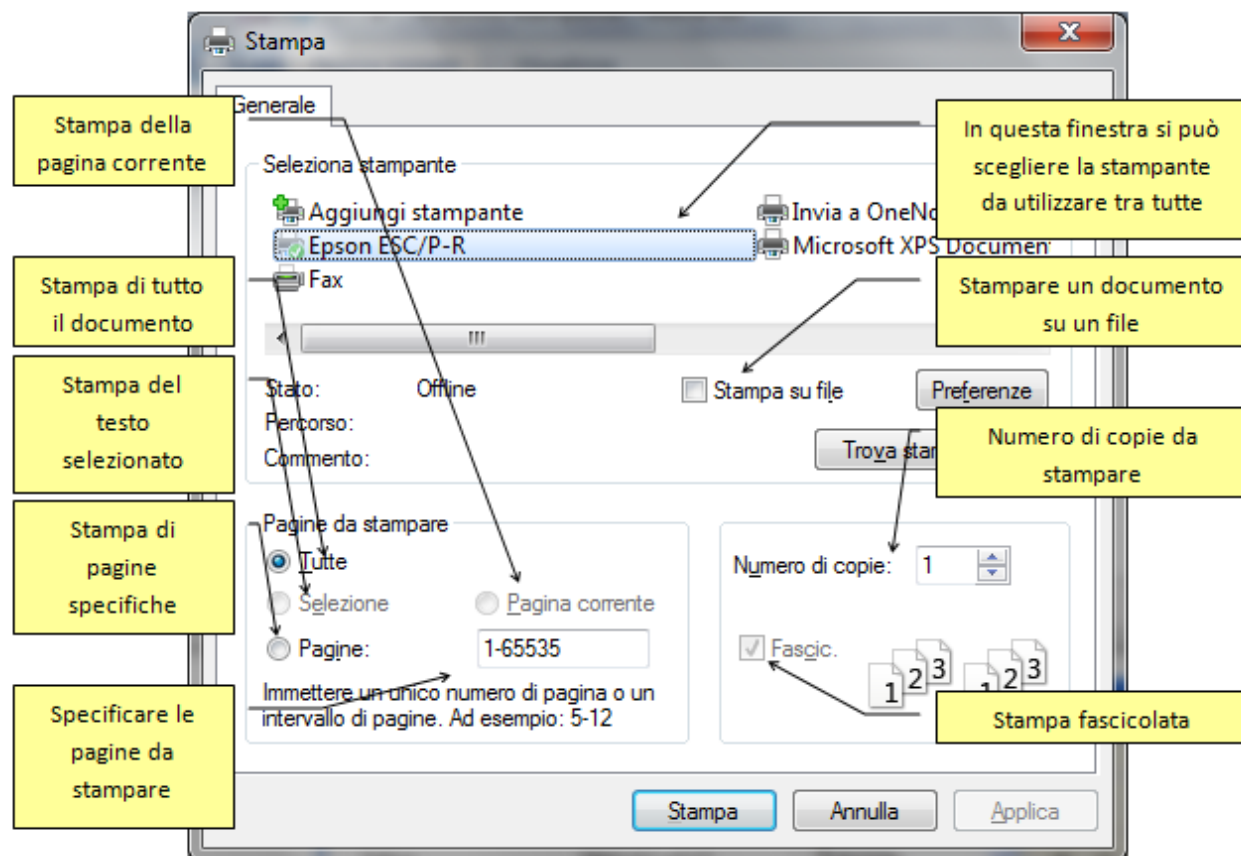 Stampa
Generale
Stampa della
pagina corrente
In questa finestra si può
scegliere la stampante
da utilizzare tra tutte
Seleziona stampante
Aggiungi stampante
Invia a
Epson ESC/P-R
Microsoft XPS
Fax
Stampa di tutto
il documento
Stampare un documento
su un file
Stampa del
testo
selezionato
Stato: Offline
Stampa su file
Preferenze
Percorso:
Commento:
Trova
Numero di copie da
stampare
Stampa di
pagine
specifiche
Pagine da stampare
Tutte
Selezione
Pagina corrente
Pagine: 1-65535
Immettere un unico numero di pagina o un
intervallo di pagine. Ad esempio: 5-12
Numero di copie: 1
Fascic.
1 2 3
1 2 3
Specificare le
pagine da
stampare
Stampa fascicolata
Stampa
Annulla
Applica